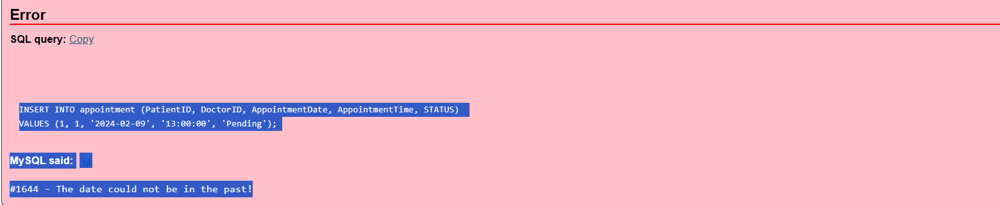 Error
SQL query: Copy
INSERT INTO appointment (PatientID, DoctorID, AppointmentDate, AppointmentTime, STATUS)
VALUES (1, 1, '2024-02-09', '13:00:00', 'Pending');
MySQL said:
#1644 - The date could not be in the past!